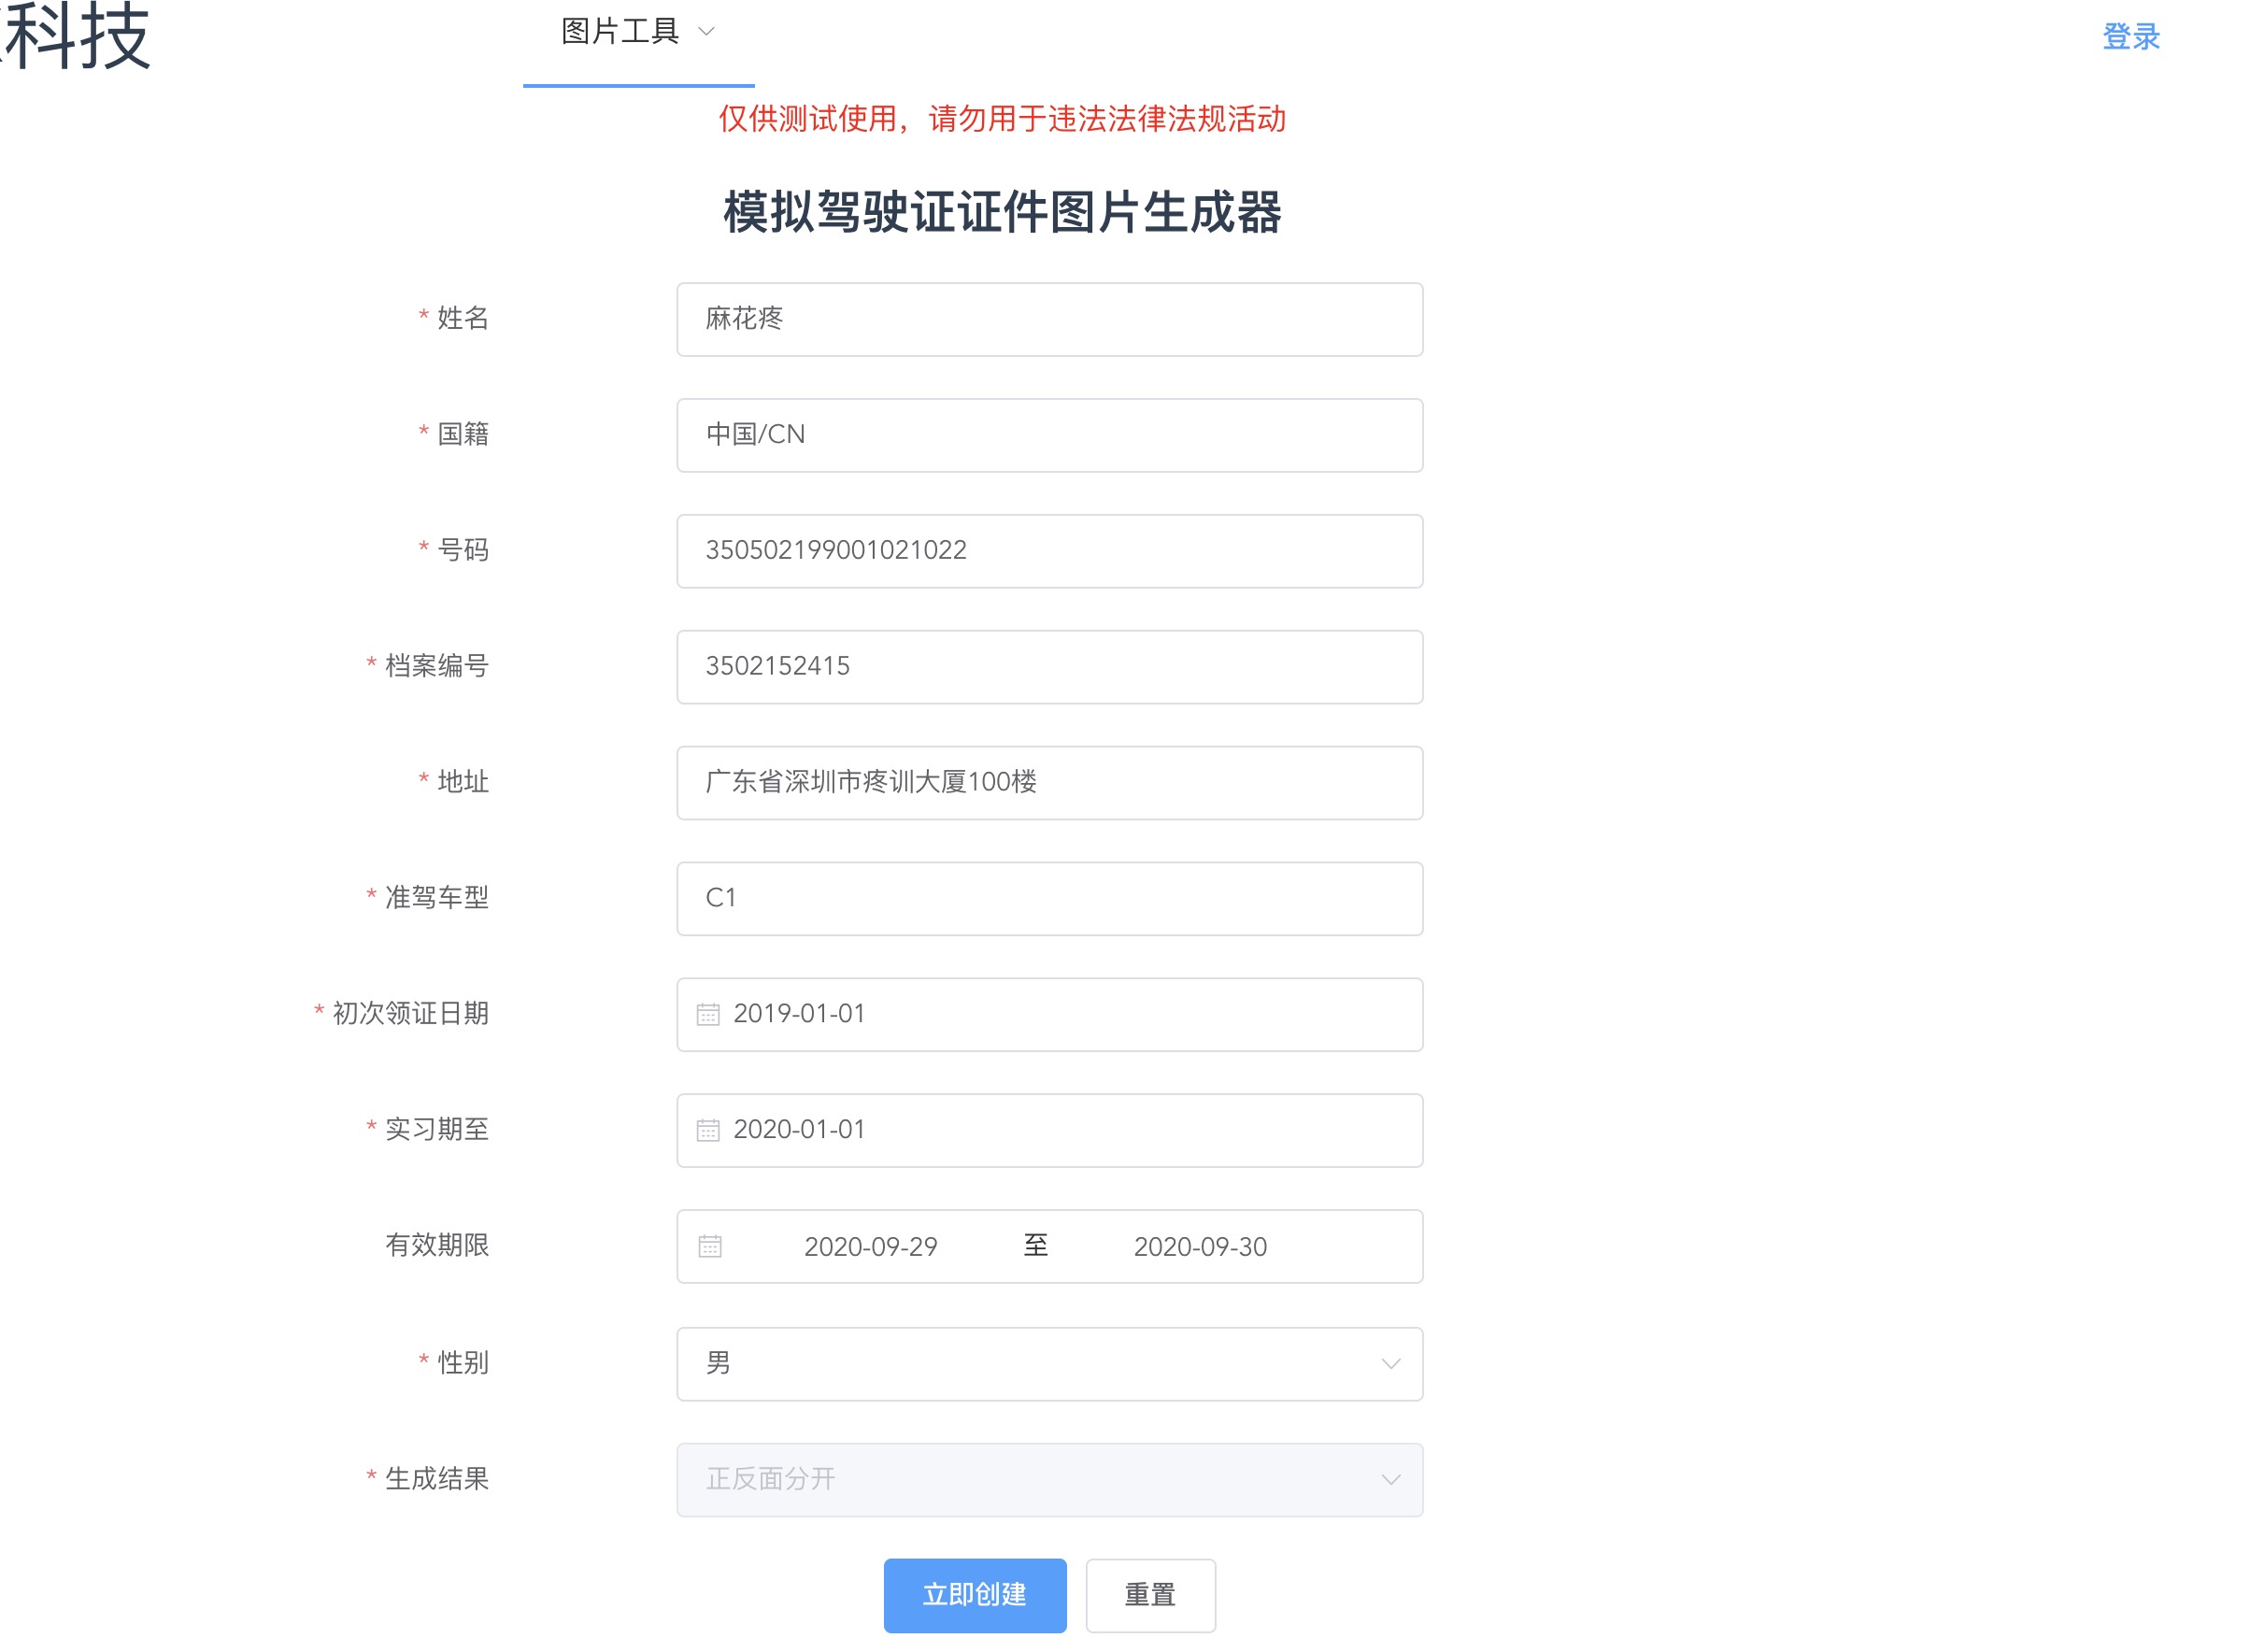 科技
图片工具
登录
仅供测试使用，请勿用于违法法律法规活动
模拟驾驶证证件图片生成器
* 姓名 麻花疼
* 国籍 中国/CN
* 号码 350502199001021022
* 档案编号 3502152415
* 地址 广东省深圳市疼训大厦100楼
* 准驾车型 C1
* 初次领证日期 2019-01-01
* 实习期至 2020-01-01
有效期限 2020-09-29 至 2020-09-30
* 性别 男
* 生成结果 正反面分开
立即创建 重置